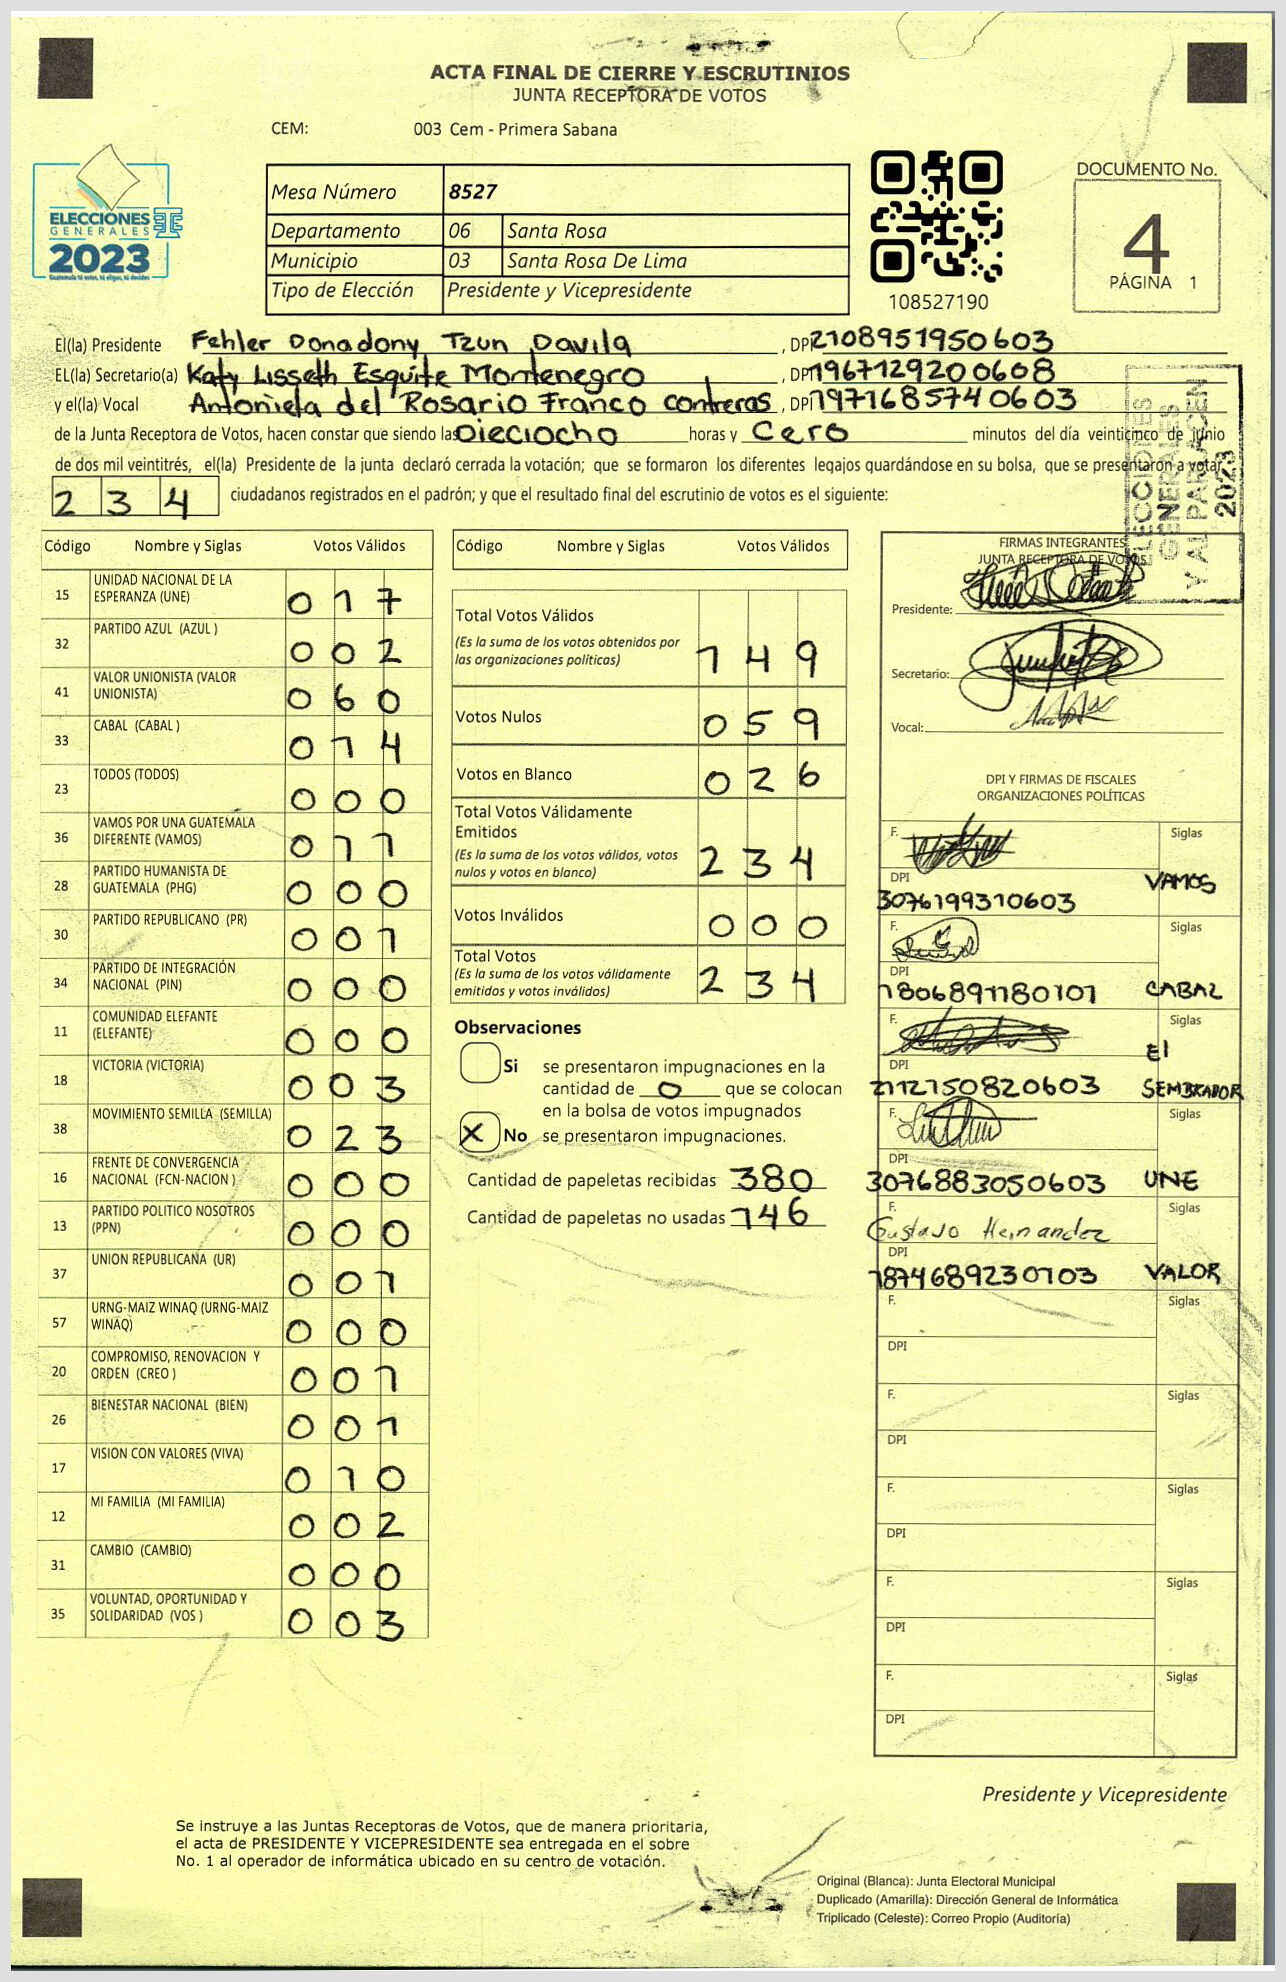 ACTA FINAL DE CIERRE Y ESCRUTINIOS
JUNTA RECEPTORA DE VOTOS
CEM: 003 Cem - Primera Sabana
ELECCIONES
GENERALES
2023
Mesa Número 8527
Departamento 06 Santa Rosa
Municipio 03 Santa Rosa De Lima
Tipo de Elección Presidente y Vicepresidente
108527190
DOCUMENTO No.
4
PÁGINA 1
El(la) Presidente Fehler Donadony Tzun Davila, DPI 2108951950603
EL(la) Secretario(a) Katy Lisseth Esquite Montenegro, DPI 1967129200608
y el(la) Vocal Antonieta del Rosario Franco Contreras, DPI 1971685740603
de la Junta Receptora de Votos, hacen constar que siendo las Dieciocho horas y Cero minutos del día veinticinco de junio
de dos mil veintitrés, el(la) Presidente de la junta declaró cerrada la votación; que se formaron los diferentes legajos guardándose en su bolsa, que se presentaron a votar
2 3 4 ciudadanos registrados en el padrón; y que el resultado final del escrutinio de votos es el siguiente:
ELECCIONES
GENERALES
Y AL PARLACEN
2023
Código Nombre y Siglas Votos Válidos
15 UNIDAD NACIONAL DE LA
ESPERANZA (UNE) 0 1 7
32 PARTIDO AZUL (AZUL ) 0 0 2
41 VALOR UNIONISTA (VALOR
UNIONISTA) 0 6 0
33 CABAL (CABAL ) 0 1 4
23 TODOS (TODOS) 0 0 0
36 VAMOS POR UNA GUATEMALA
DIFERENTE (VAMOS) 0 1 1
28 PARTIDO HUMANISTA DE
GUATEMALA (PHG) 0 0 0
30 PARTIDO REPUBLICANO (PR) 0 0 1
34 PARTIDO DE INTEGRACIÓN
NACIONAL (PIN) 0 0 0
11 COMUNIDAD ELEFANTE
(ELEFANTE) 0 0 0
18 VICTORIA (VICTORIA) 0 0 3
38 MOVIMIENTO SEMILLA (SEMILLA) 0 2 3
16 FRENTE DE CONVERGENCIA
NACIONAL (FCN-NACION ) 0 0 0
13 PARTIDO POLITICO NOSOTROS
(PPN) 0 0 0
37 UNION REPUBLICANA (UR) 0 0 1
57 URNG-MAIZ WINAQ (URNG-MAIZ
WINAQ) 0 0 0
20 COMPROMISO, RENOVACION Y
ORDEN (CREO ) 0 0 1
26 BIENESTAR NACIONAL (BIEN) 0 0 1
17 VISION CON VALORES (VIVA) 0 1 0
12 MI FAMILIA (MI FAMILIA) 0 0 2
31 CAMBIO (CAMBIO) 0 0 0
35 VOLUNTAD, OPORTUNIDAD Y
SOLIDARIDAD (VOS ) 0 0 3
Código Nombre y Siglas Votos Válidos
Total Votos Válidos
(Es la suma de los votos obtenidos por
las organizaciones políticas) 1 4 9
Votos Nulos 0 5 9
Votos en Blanco 0 2 6
Total Votos Válidamente
Emitidos
(Es la suma de los votos válidos, votos
nulos y votos en blanco) 2 3 4
Votos Inválidos 0 0 0
Total Votos
(Es la suma de los votos válidamente
emitidos y votos inválidos) 2 3 4
Observaciones
Si se presentaron impugnaciones en la
cantidad de 0 que se colocan
en la bolsa de votos impugnados
X No se presentaron impugnaciones.
Cantidad de papeletas recibidas 380
Cantidad de papeletas no usadas 146
FIRMAS INTEGRANTES
JUNTA RECEPTORA DE VOTOS
Presidente:
Secretario:
Vocal:
DPI Y FIRMAS DE FISCALES
ORGANIZACIONES POLÍTICAS
F. Siglas
DPI VAMOS
3076199310603
F. Siglas
DPI
1806891180101 CABAL
F. Siglas
DPI El
2112150820603 SEMBRADOR
F. Siglas
DPI
3076883050603 UNE
F. Siglas
Gustavo Hernandez
DPI
1874689230103 VALOR
F. Siglas
DPI
F. Siglas
DPI
F. Siglas
DPI
F. Siglas
DPI
F. Siglas
DPI
Presidente y Vicepresidente
Se instruye a las Juntas Receptoras de Votos, que de manera prioritaria,
el acta de PRESIDENTE Y VICEPRESIDENTE sea entregada en el sobre
No. 1 al operador de informática ubicado en su centro de votación.
Original (Blanca): Junta Electoral Municipal
Duplicado (Amarilla): Dirección General de Informática
Triplicado (Celeste): Correo Propio (Auditoría)